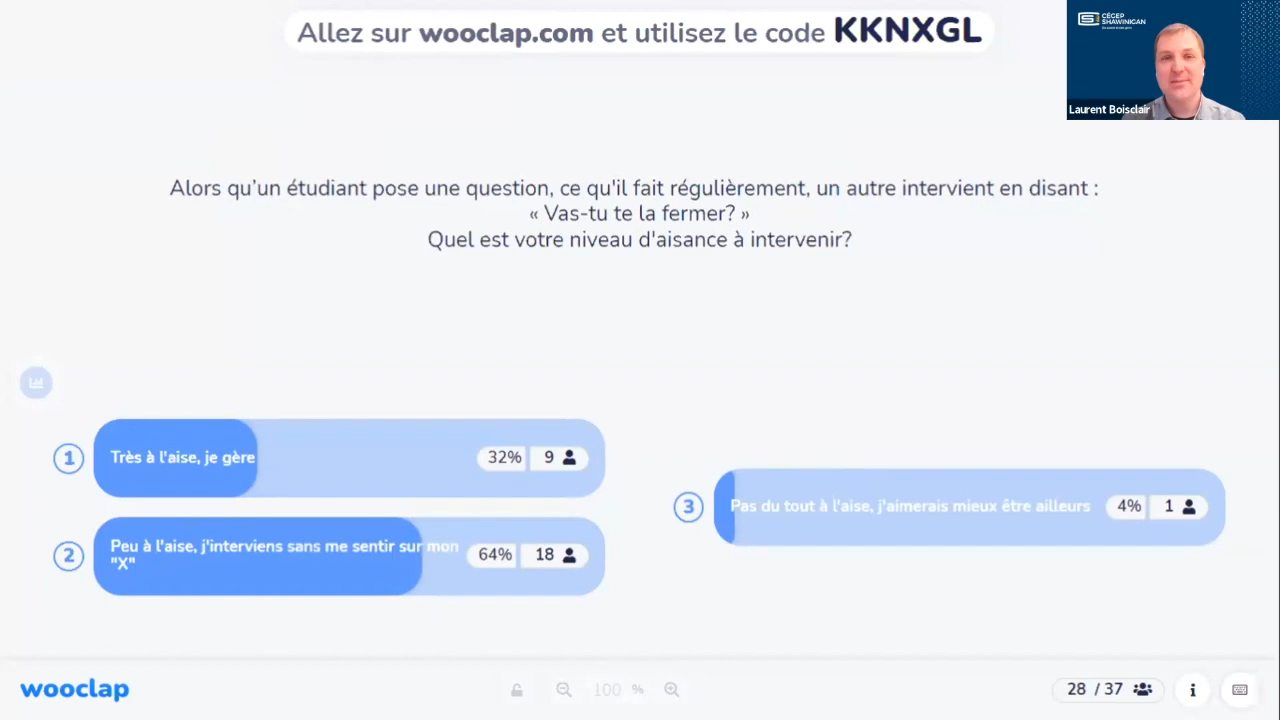 Allez sur wooclap.com et utilisez le code KKNXGL
CÉGEP
SHAWINIGAN
Laurent Boisclair
Alors qu’un étudiant pose une question, ce qu'il fait régulièrement, un autre intervient en disant :
« Vas-tu te la fermer? »
Quel est votre niveau d'aisance à intervenir?
1 Très à l'aise, je gère 32% 9
2 Peu à l'aise, j'interviens sans me sentir sur mon
"X" 64% 18
3 Pas du tout à l'aise, j'aimerais mieux être ailleurs 4% 1
wooclap
100 %
28 / 37
i